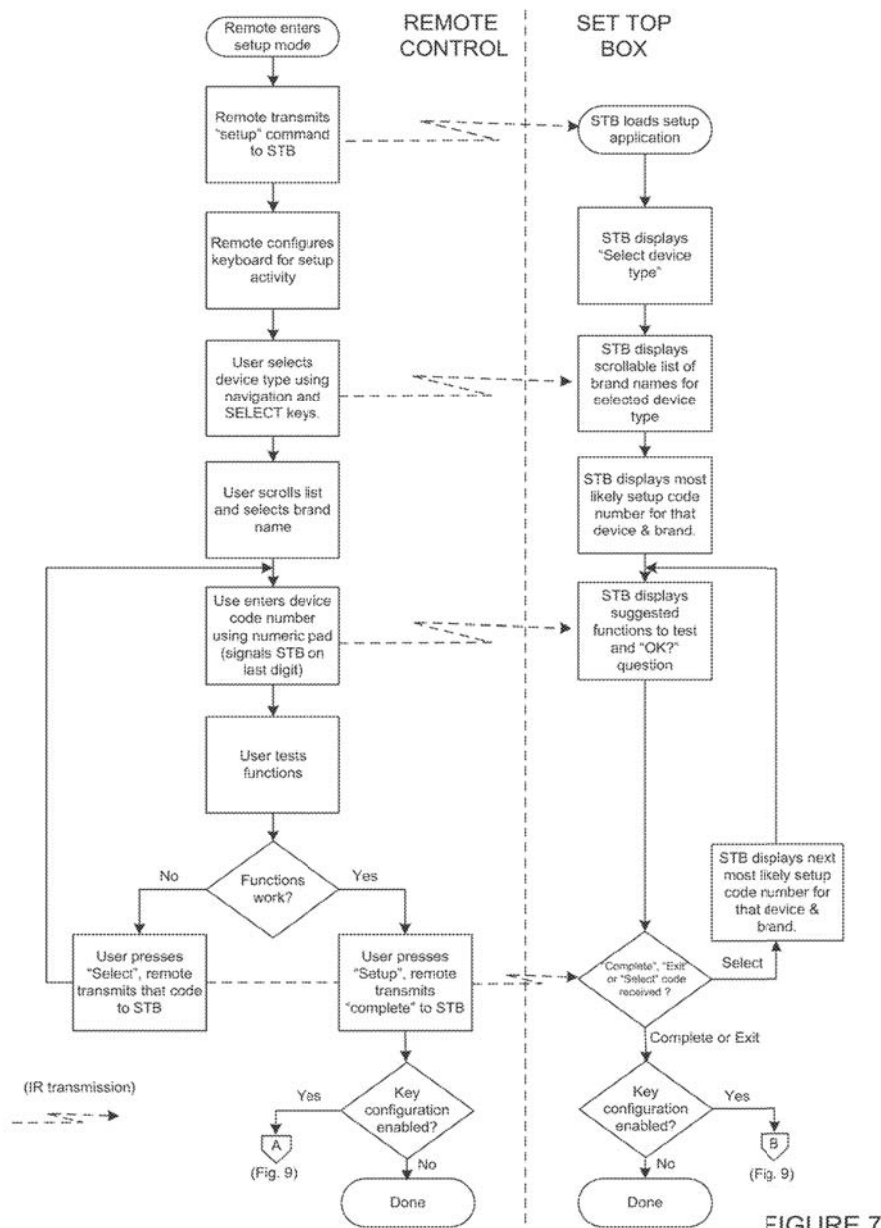 REMOTE
CONTROL
SET TOP
BOX
Remote enters
setup mode
Remote transmits
"setup" command
to STB
STB loads setup
application
Remote configures
keyboard for setup
activity
STB displays
"Select device
type"
User selects
device type using
navigation and
SELECT keys.
STB displays
scrollable list of
brand names for
selected device
type
User scrolls list
and selects brand
name
STB displays most
likely setup code
number for that
device & brand.
Use enters device
code number
using numeric pad
(signals STB on
last digit)
STB displays
suggested
functions to test
and "OK?"
question
User tests
functions
Functions
work?
No
Yes
STB displays next
most likely setup
code number for
that device &
brand.
User presses
"Select", remote
transmits that code
to STB
User presses
"Setup", remote
transmits
"complete" to STB
"Complete", "Exit"
or "Select" code
received ?
Select
Complete or Exit
(IR transmission)
Key
configuration
enabled?
Yes
A
(Fig. 9)
No
Done
Key
configuration
enabled?
Yes
B
(Fig. 9)
No
Done
FIGURE 7